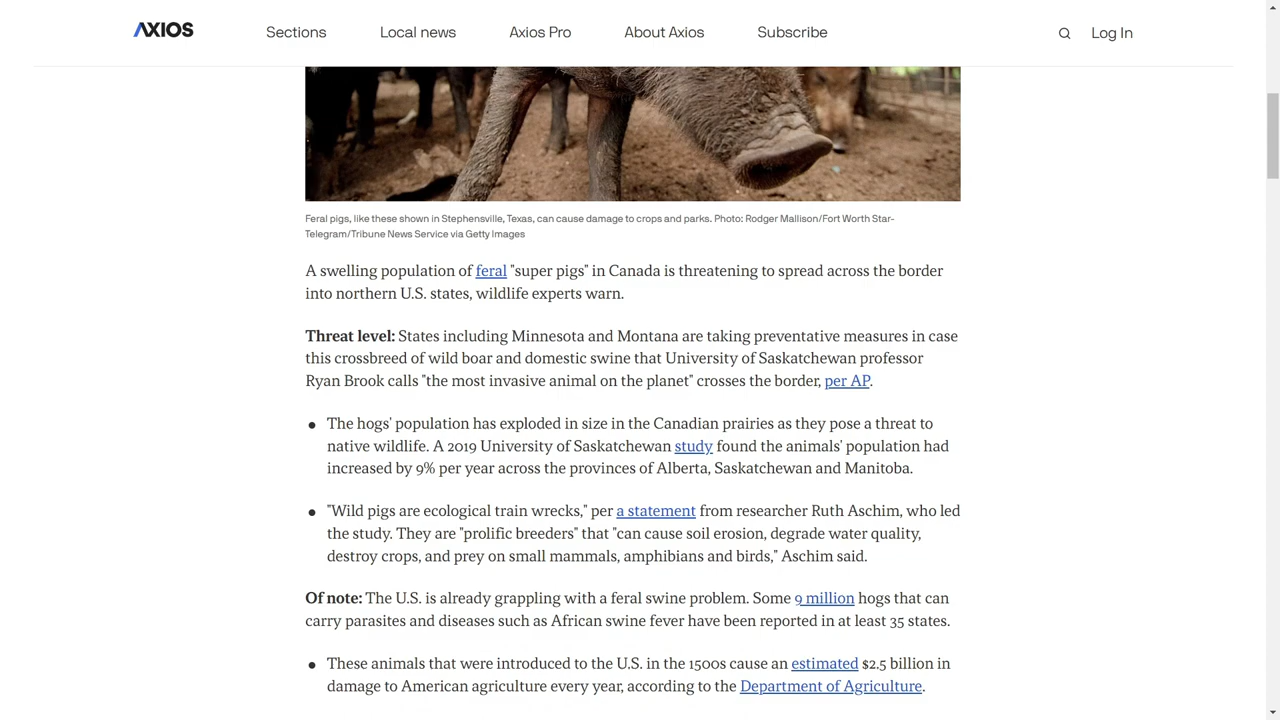 AXIOS
Sections Local news Axios Pro About Axios Subscribe Log In
Feral pigs, like these shown in Stephensville, Texas, can cause damage to crops and parks. Photo: Rodger Mallison/Fort Worth Star-
Telegram/Tribune News Service via Getty Images
A swelling population of feral "super pigs" in Canada is threatening to spread across the border
into northern U.S. states, wildlife experts warn.
Threat level: States including Minnesota and Montana are taking preventative measures in case
this crossbreed of wild boar and domestic swine that University of Saskatchewan professor
Ryan Brook calls "the most invasive animal on the planet" crosses the border, per AP.
● The hogs' population has exploded in size in the Canadian prairies as they pose a threat to
native wildlife. A 2019 University of Saskatchewan study found the animals' population had
increased by 9% per year across the provinces of Alberta, Saskatchewan and Manitoba.
● "Wild pigs are ecological train wrecks," per a statement from researcher Ruth Aschim, who led
the study. They are "prolific breeders" that "can cause soil erosion, degrade water quality,
destroy crops, and prey on small mammals, amphibians and birds," Aschim said.
Of note: The U.S. is already grappling with a feral swine problem. Some 9 million hogs that can
carry parasites and diseases such as African swine fever have been reported in at least 35 states.
● These animals that were introduced to the U.S. in the 1500s cause an estimated $2.5 billion in
damage to American agriculture every year, according to the Department of Agriculture.